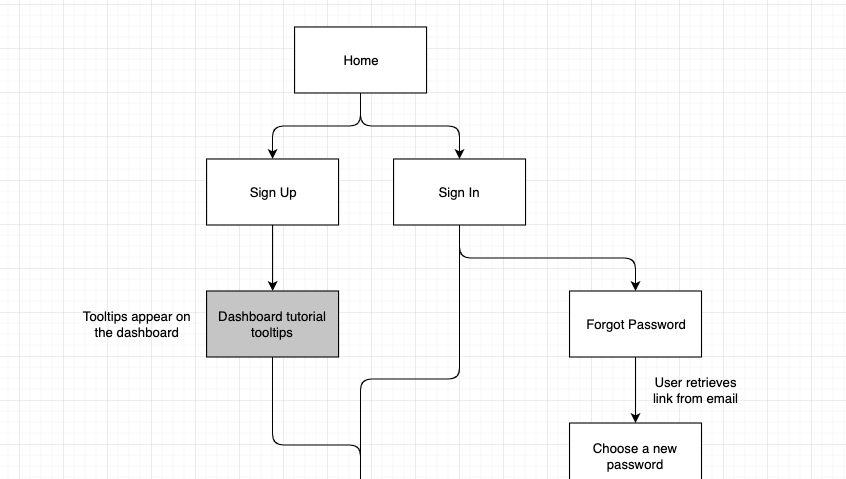 Home
Sign Up
Sign In
Tooltips appear on
the dashboard
Dashboard tutorial
tooltips
Forgot Password
User retrieves
link from email
Choose a new
password